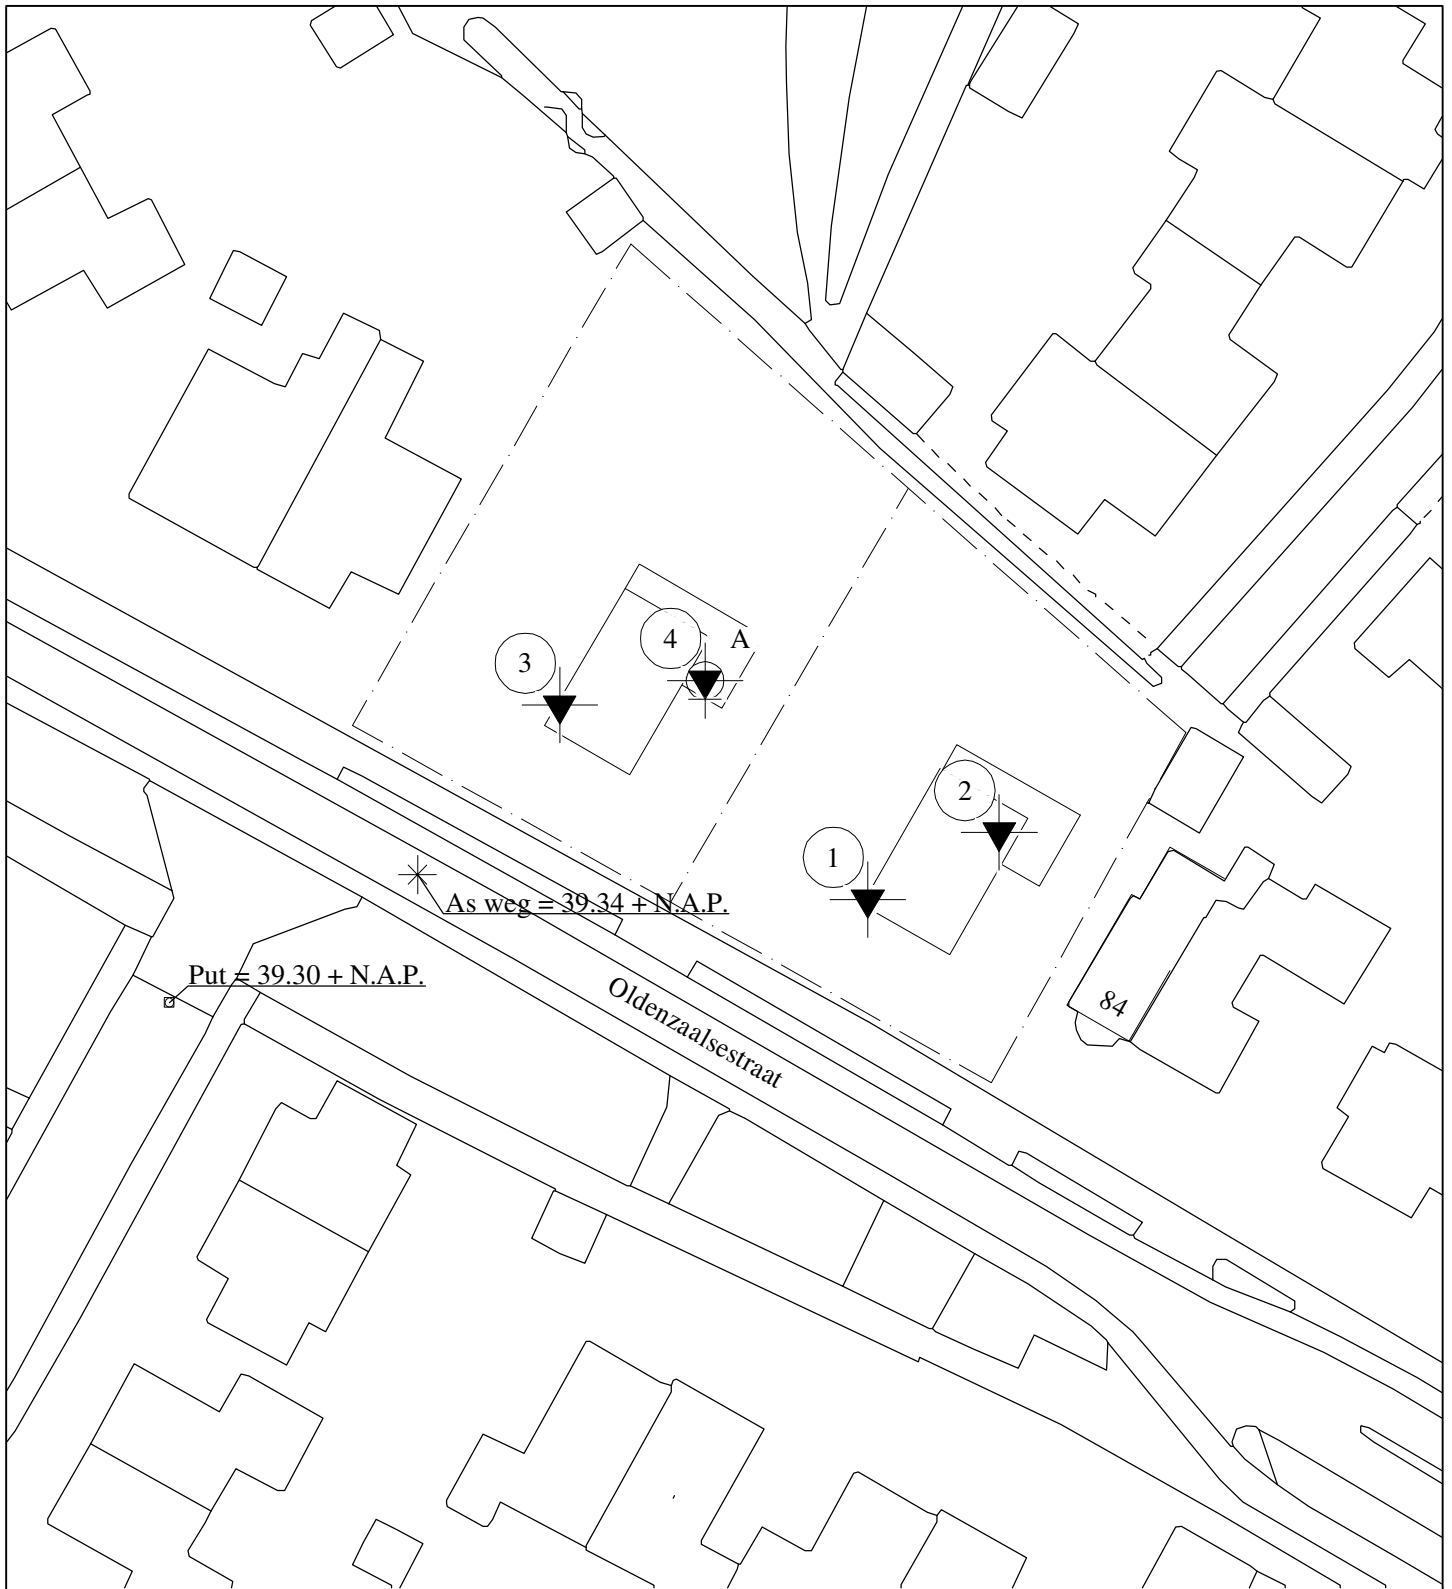 4
A
3
2
1
As weg = 39.34 + N.A.P.
Put = 39.30 + N.A.P.
Oldenzaalsestraat
84